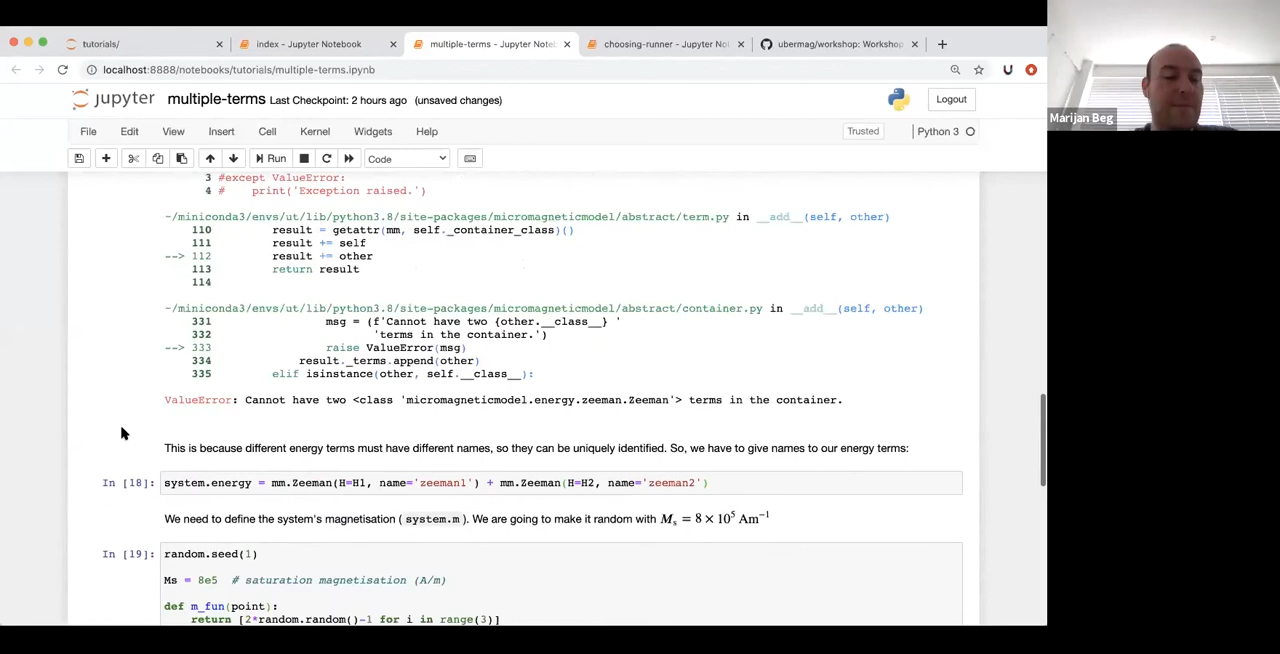 tutorials/
index - Jupyter Notebook
multiple-terms - Jupyter Note
choosing-runner - Jupyter No
ubermag/workshop: Workshop
localhost:8888/notebooks/tutorials/multiple-terms.ipynb
jupyter multiple-terms Last Checkpoint: 2 hours ago (unsaved changes)
Logout
Marijan Beg
File Edit View Insert Cell Kernel Widgets Help
Trusted
Python 3
Run
Code
3 #except ValueError:
4 #    print('Exception raised.')
~/miniconda3/envs/ut/lib/python3.8/site-packages/micromagneticmodel/abstract/term.py in __add__(self, other)
110 result = getattr(mm, self._container_class)()
111 result += self
--> 112 result += other
113 return result
114
~/miniconda3/envs/ut/lib/python3.8/site-packages/micromagneticmodel/abstract/container.py in __add__(self, other)
331 msg = (f'Cannot have two {other.__class__} '
332 'terms in the container.')
--> 333 raise ValueError(msg)
334 result._terms.append(other)
335 elif isinstance(other, self.__class__):
ValueError: Cannot have two <class 'micromagneticmodel.energy.zeeman.Zeeman'> terms in the container.
This is because different energy terms must have different names, so they can be uniquely identified. So, we have to give names to our energy terms:
In [18]: system.energy = mm.Zeeman(H=H1, name='zeeman1') + mm.Zeeman(H=H2, name='zeeman2')
We need to define the system's magnetisation ( system.m ). We are going to make it random with Ms = 8 × 10⁵ Am⁻¹
In [19]: random.seed(1)
Ms = 8e5  # saturation magnetisation (A/m)
def m_fun(point):
return [2*random.random()-1 for i in range(3)]